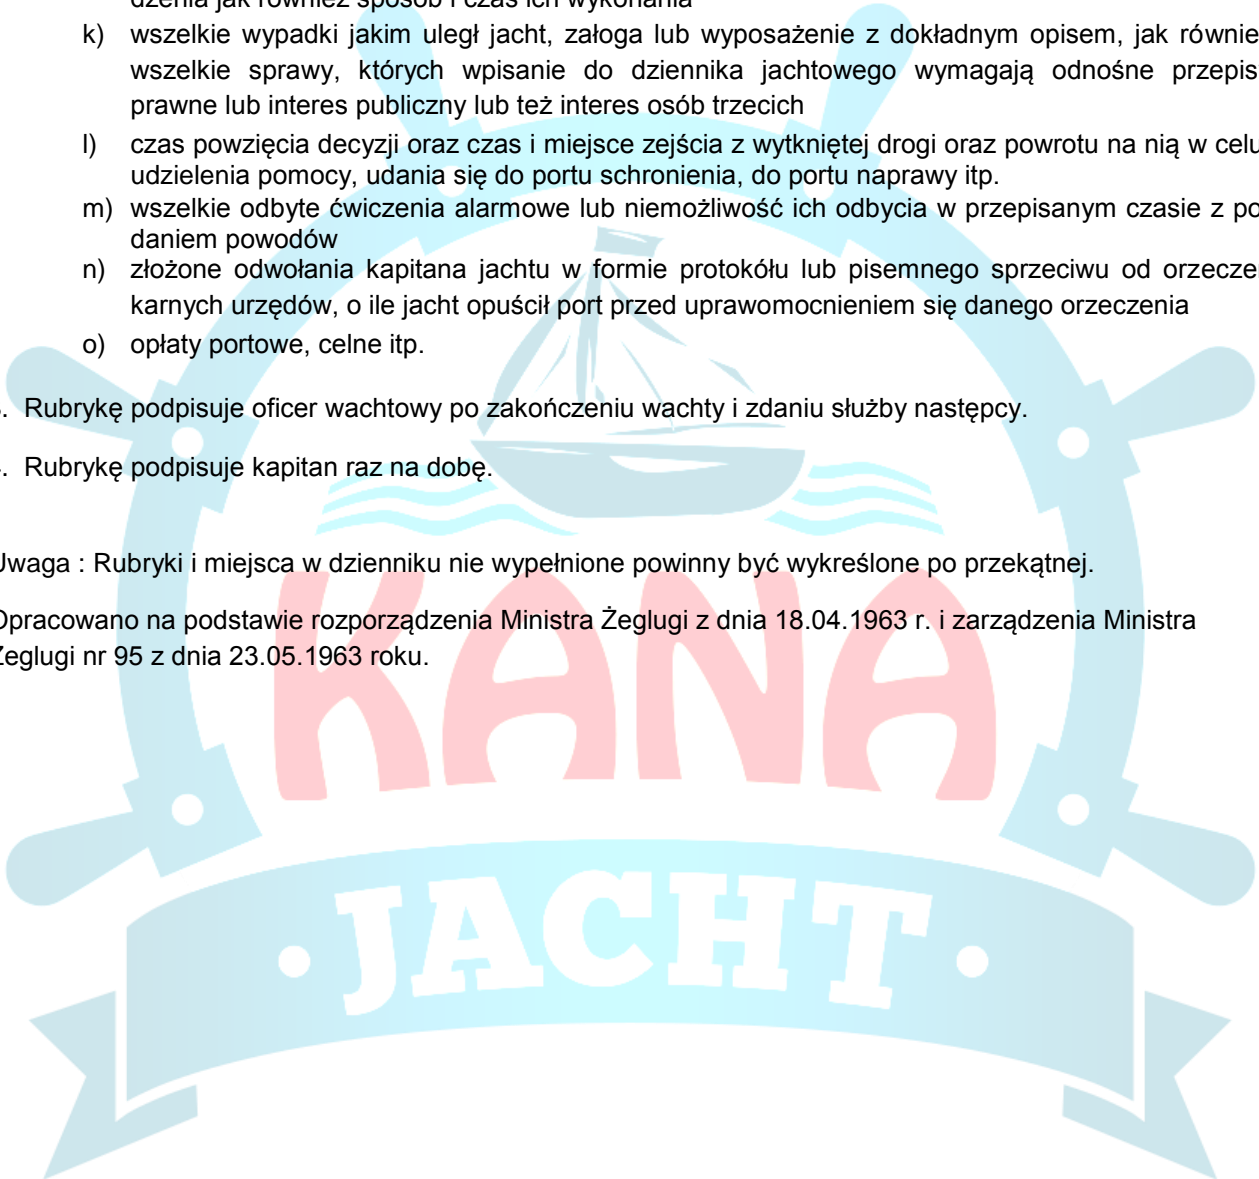 dzenia jak również sposób i czas ich wykonania
k) wszelkie wypadki jakim uległ jacht, załoga lub wyposażenie z dokładnym opisem, jak równie
wszelkie sprawy, których wpisanie do dziennika jachtowego wymagają odnośne przepis
prawne lub interes publiczny lub też interes osób trzecich
l) czas powzięcia decyzji oraz czas i miejsce zejścia z wytkniętej drogi oraz powrotu na nią w celu
udzielenia pomocy, udania się do portu schronienia, do portu naprawy itp.
m) wszelkie odbyte ćwiczenia alarmowe lub niemożliwość ich odbycia w przepisanym czasie z po
daniem powodów
n) złożone odwołania kapitana jachtu w formie protokółu lub pisemnego sprzeciwu od orzecze
karnych urzędów, o ile jacht opuścił port przed uprawomocnieniem się danego orzeczenia
o) opłaty portowe, celne itp.
. Rubrykę podpisuje oficer wachtowy po zakończeniu wachty i zdaniu służby następcy.
. Rubrykę podpisuje kapitan raz na dobę.
Uwaga : Rubryki i miejsca w dzienniku nie wypełnione powinny być wykreślone po przekątnej.
Opracowano na podstawie rozporządzenia Ministra Żeglugi z dnia 18.04.1963 r. i zarządzenia Ministra
Żeglugi nr 95 z dnia 23.05.1963 roku.
KANA
• JACHT •